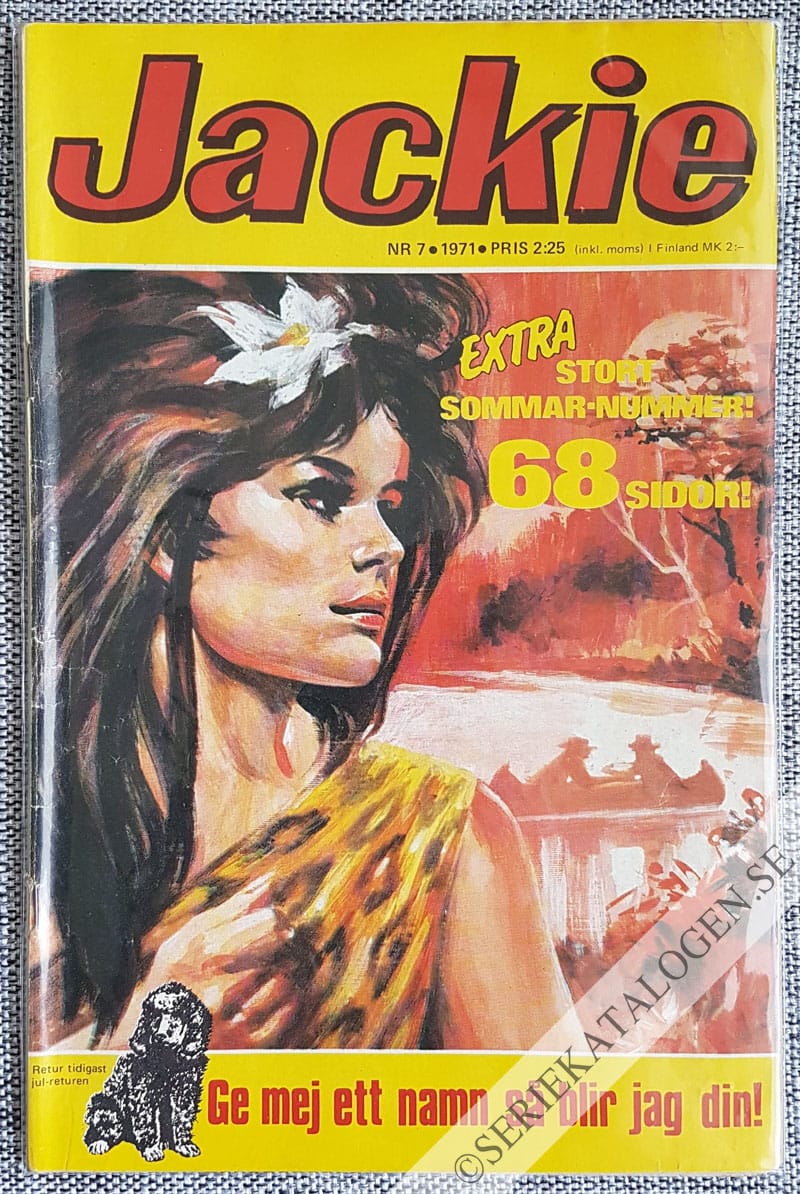 Jackie
NR 7 • 1971 • PRIS 2:25 (inkl. moms) I Finland MK 2:–
EXTRA
STORT
SOMMAR-NUMMER!
68 SIDOR!
Retur tidigast
jul-returen
Ge mej ett namn så blir jag din!
©SERIEKATALOGEN.SE